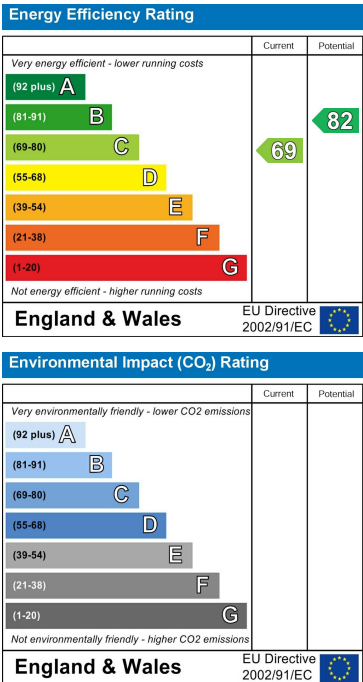 Energy Efficiency Rating
Current Potential
Very energy efficient - lower running costs
(92 plus) A
(81-91) B
82
(69-80) C
69
(55-68) D
(39-54) E
(21-38) F
(1-20) G
Not energy efficient - higher running costs
England & Wales
EU Directive
2002/91/EC
Environmental Impact (CO₂) Rating
Current Potential
Very environmentally friendly - lower CO2 emissions
(92 plus) A
(81-91) B
(69-80) C
(55-68) D
(39-54) E
(21-38) F
(1-20) G
Not environmentally friendly - higher CO2 emissions
England & Wales
EU Directive
2002/91/EC